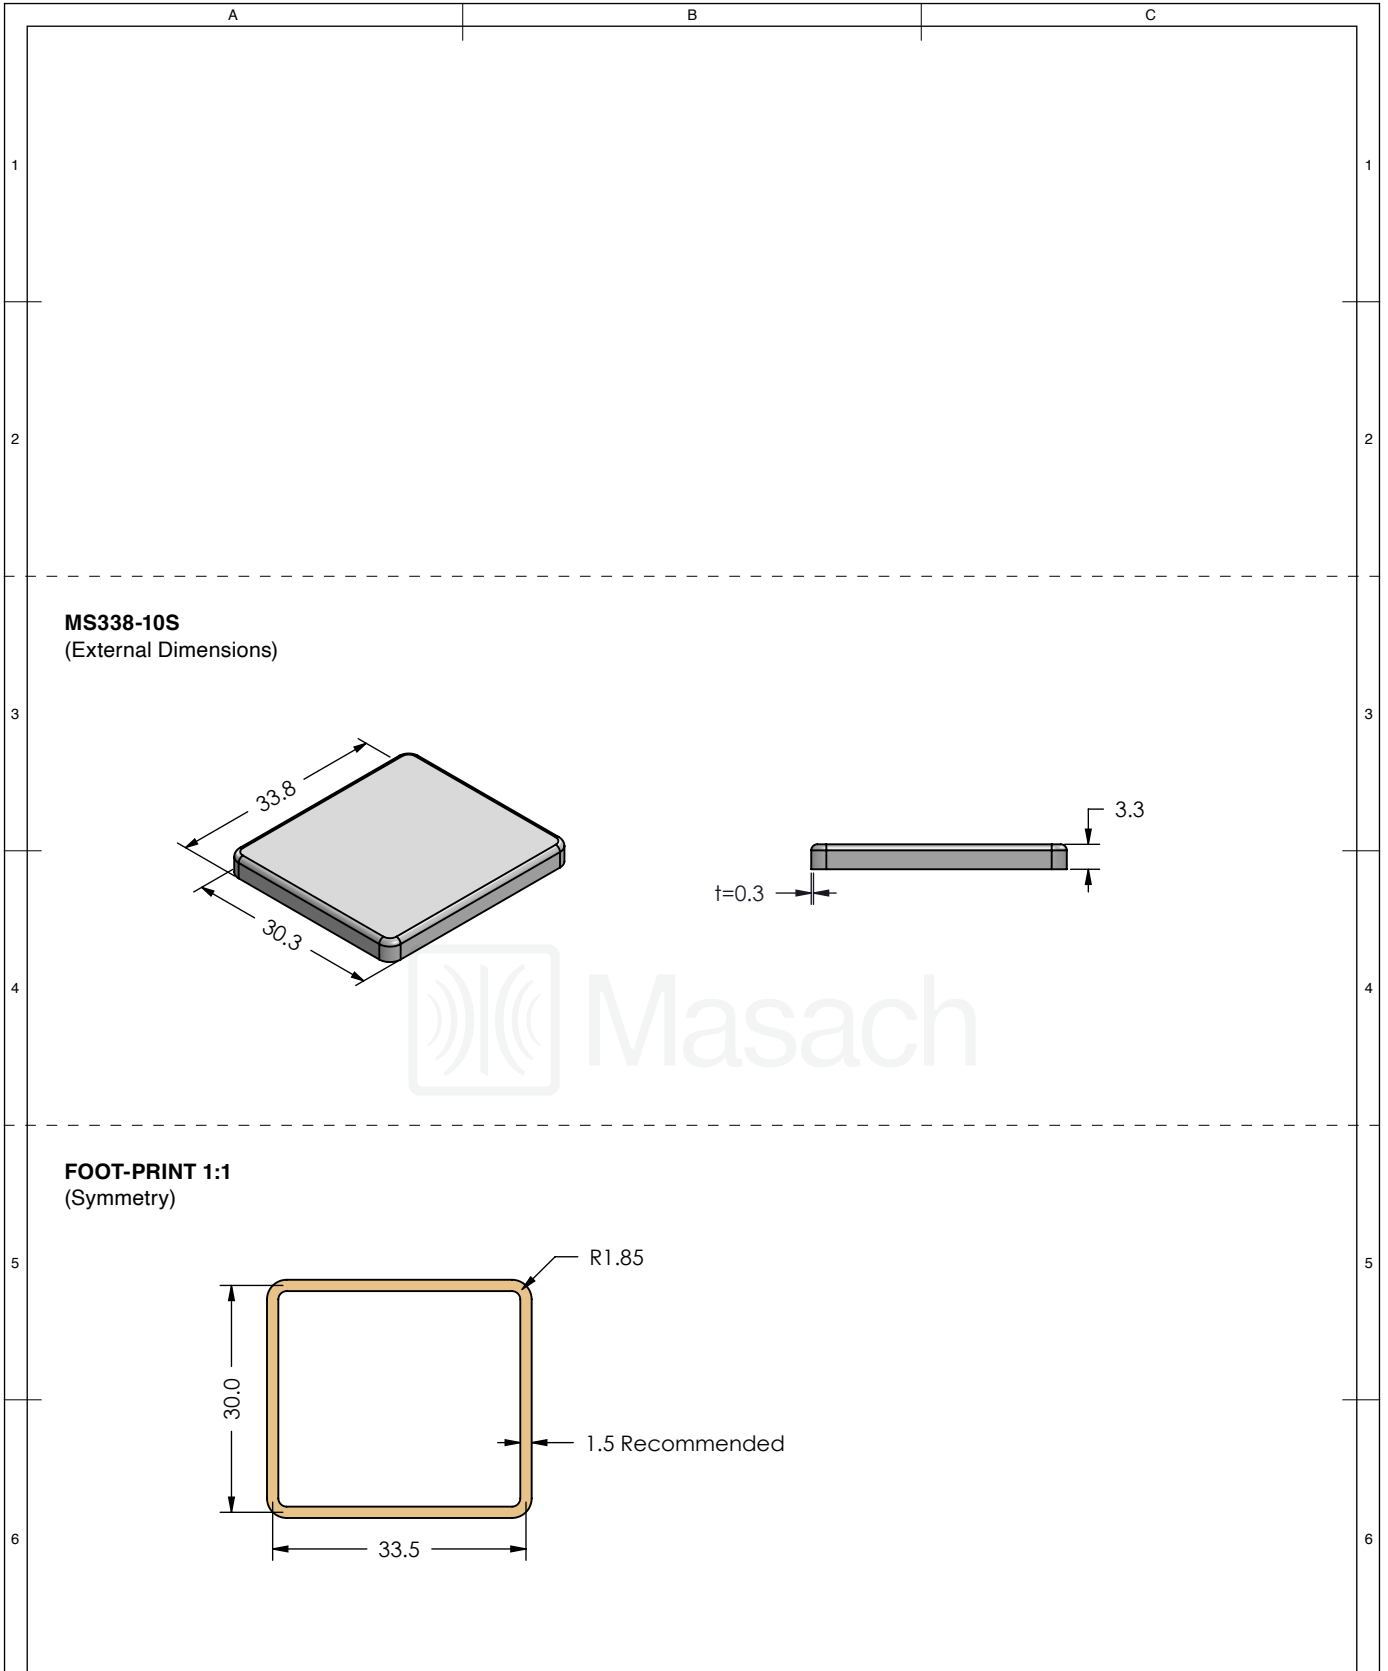 A B C
1 1
2 2
MS338-10S
(External Dimensions)
3 3
33.8
3.3
t=0.3
30.3
4 4
Masach
FOOT-PRINT 1:1
(Symmetry)
5 5
R1.85
30.0
1.5 Recommended
6 6
33.5